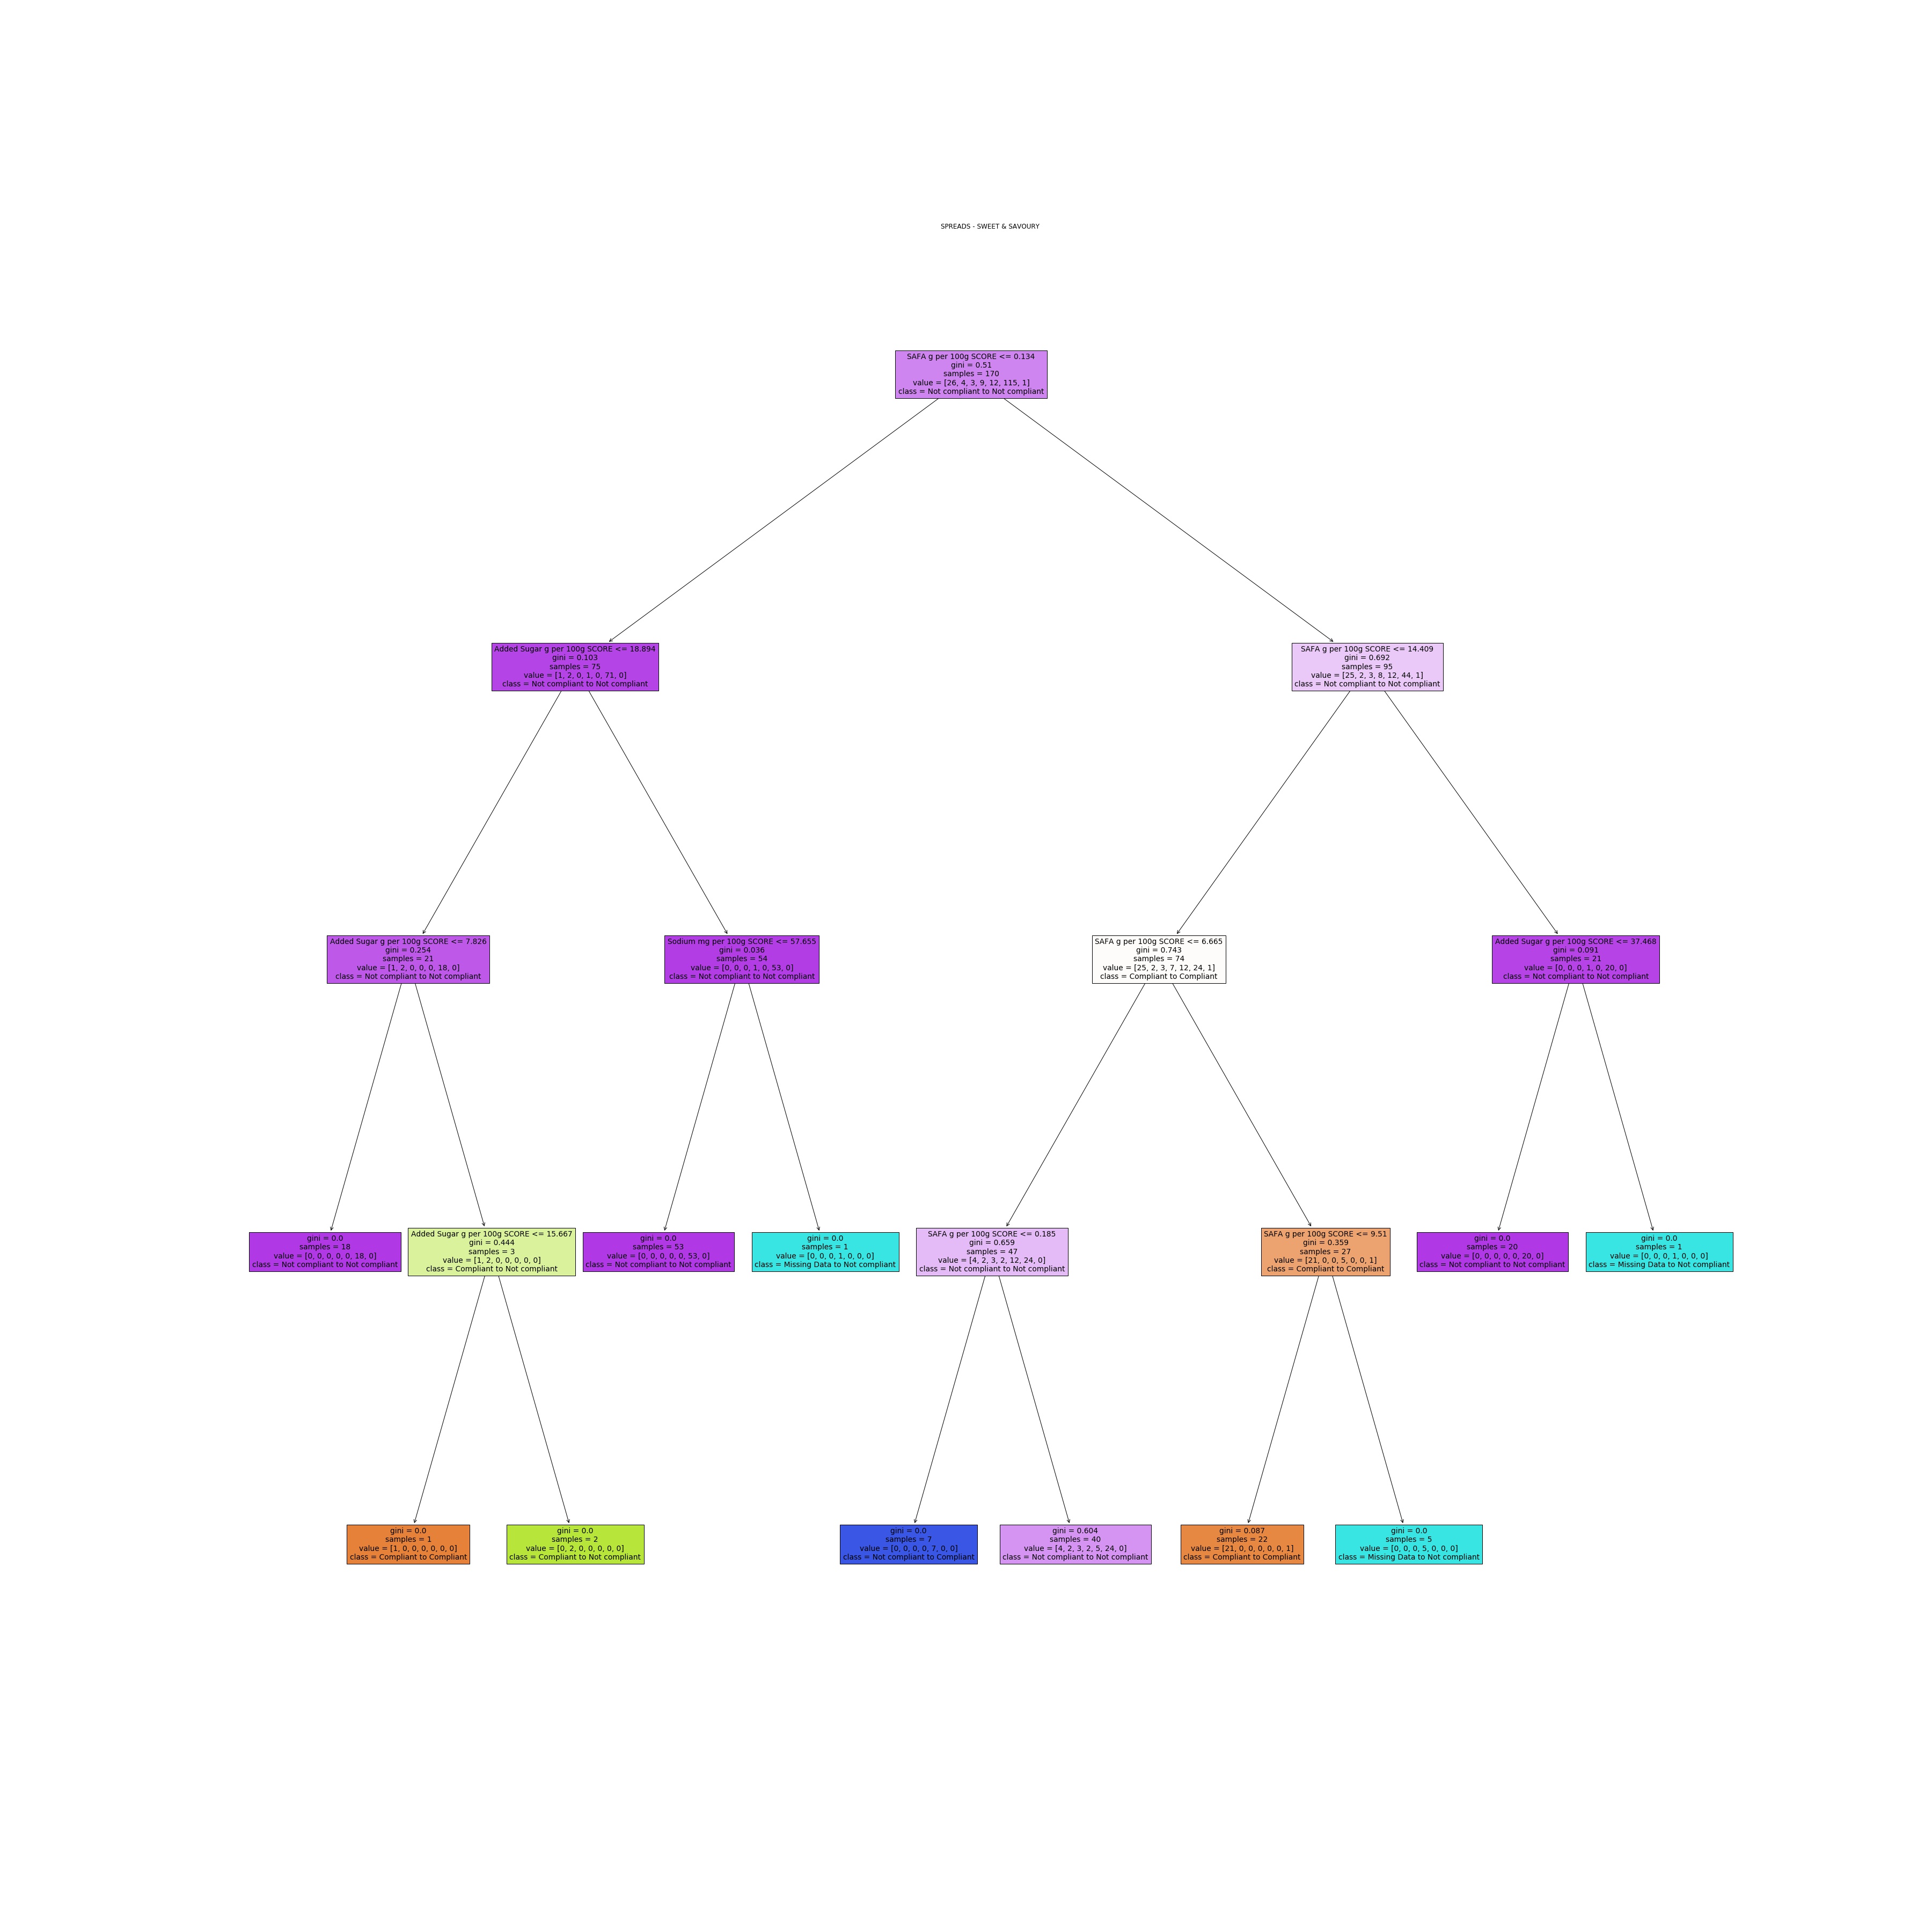 SPREADS - SWEET & SAVOURY
SAFA g per 100g SCORE <= 0.134
gini = 0.51
samples = 170
value = [26, 4, 3, 9, 12, 115, 1]
class = Not compliant to Not compliant
Added Sugar g per 100g SCORE <= 18.894
gini = 0.103
samples = 75
value = [1, 2, 0, 1, 0, 71, 0]
class = Not compliant to Not compliant
SAFA g per 100g SCORE <= 14.409
gini = 0.692
samples = 95
value = [25, 2, 3, 8, 12, 44, 1]
class = Not compliant to Not compliant
Added Sugar g per 100g SCORE <= 7.826
gini = 0.254
samples = 21
value = [1, 2, 0, 0, 0, 18, 0]
class = Not compliant to Not compliant
Sodium mg per 100g SCORE <= 57.655
gini = 0.036
samples = 54
value = [0, 0, 0, 1, 0, 53, 0]
class = Not compliant to Not compliant
SAFA g per 100g SCORE <= 6.665
gini = 0.743
samples = 74
value = [25, 2, 3, 7, 12, 24, 1]
class = Compliant to Compliant
Added Sugar g per 100g SCORE <= 37.468
gini = 0.091
samples = 21
value = [0, 0, 0, 1, 0, 20, 0]
class = Not compliant to Not compliant
gini = 0.0
samples = 18
value = [0, 0, 0, 0, 0, 18, 0]
class = Not compliant to Not compliant
Added Sugar g per 100g SCORE <= 15.667
gini = 0.444
samples = 3
value = [1, 2, 0, 0, 0, 0, 0]
class = Compliant to Not compliant
gini = 0.0
samples = 53
value = [0, 0, 0, 0, 0, 53, 0]
class = Not compliant to Not compliant
gini = 0.0
samples = 1
value = [0, 0, 0, 1, 0, 0, 0]
class = Missing Data to Not compliant
SAFA g per 100g SCORE <= 0.185
gini = 0.659
samples = 47
value = [4, 2, 3, 2, 12, 24, 0]
class = Not compliant to Not compliant
SAFA g per 100g SCORE <= 9.51
gini = 0.359
samples = 27
value = [21, 0, 0, 5, 0, 0, 1]
class = Compliant to Compliant
gini = 0.0
samples = 20
value = [0, 0, 0, 0, 0, 20, 0]
class = Not compliant to Not compliant
gini = 0.0
samples = 1
value = [0, 0, 0, 1, 0, 0, 0]
class = Missing Data to Not compliant
gini = 0.0
samples = 1
value = [1, 0, 0, 0, 0, 0, 0]
class = Compliant to Compliant
gini = 0.0
samples = 2
value = [0, 2, 0, 0, 0, 0, 0]
class = Compliant to Not compliant
gini = 0.0
samples = 7
value = [0, 0, 0, 0, 7, 0, 0]
class = Not compliant to Compliant
gini = 0.604
samples = 40
value = [4, 2, 3, 2, 5, 24, 0]
class = Not compliant to Not compliant
gini = 0.087
samples = 22
value = [21, 0, 0, 0, 0, 0, 1]
class = Compliant to Compliant
gini = 0.0
samples = 5
value = [0, 0, 0, 5, 0, 0, 0]
class = Missing Data to Not compliant